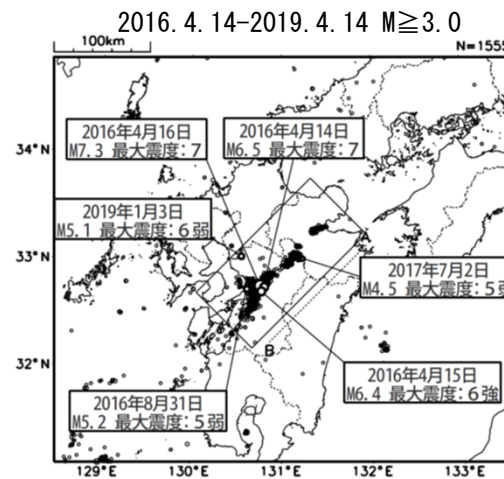 2016.4.14-2019.4.14 M≧3.0
100km
N=1555
34°N
2016年4月16日
M7.3 最大震度:7
2016年4月14日
M6.5 最大震度:7
2019年1月3日
M5.1 最大震度:6弱
33°N
A
2017年7月2日
M4.5 最大震度:5弱
32°N
B
2016年4月15日
M6.4 最大震度:6強
2016年8月31日
M5.2 最大震度:5弱
129°E
130°E
131°E
132°E
133°E